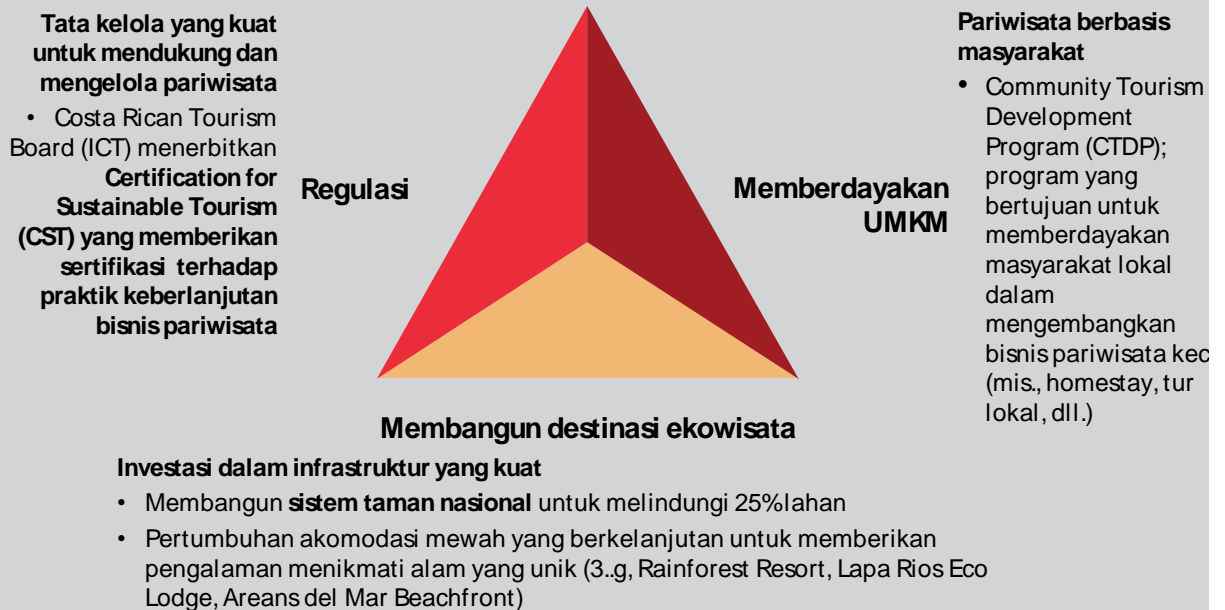 Tata kelola yang kuat
untuk mendukung dan
mengelola pariwisata
• Costa Rican Tourism
Board (ICT) menerbitkan
Certification for
Sustainable Tourism
(CST) yang memberikan
sertifikasi terhadap
praktik keberlanjutan
bisnis pariwisata
Regulasi
Memberdayakan
UMKM
Pariwisata berbasis
masyarakat
• Community Tourism
Development
Program (CTDP);
program yang
bertujuan untuk
memberdayakan
masyarakat lokal
dalam
mengembangkan
bisnis pariwisata kec
(mis., homestay, tur
lokal, dll.)
Membangun destinasi ekowisata
Investasi dalam infrastruktur yang kuat
• Membangun sistem taman nasional untuk melindungi 25% lahan
• Pertumbuhan akomodasi mewah yang berkelanjutan untuk memberikan
pengalaman menikmati alam yang unik (3..g, Rainforest Resort, Lapa Rios Eco
Lodge, Areans del Mar Beachfront)